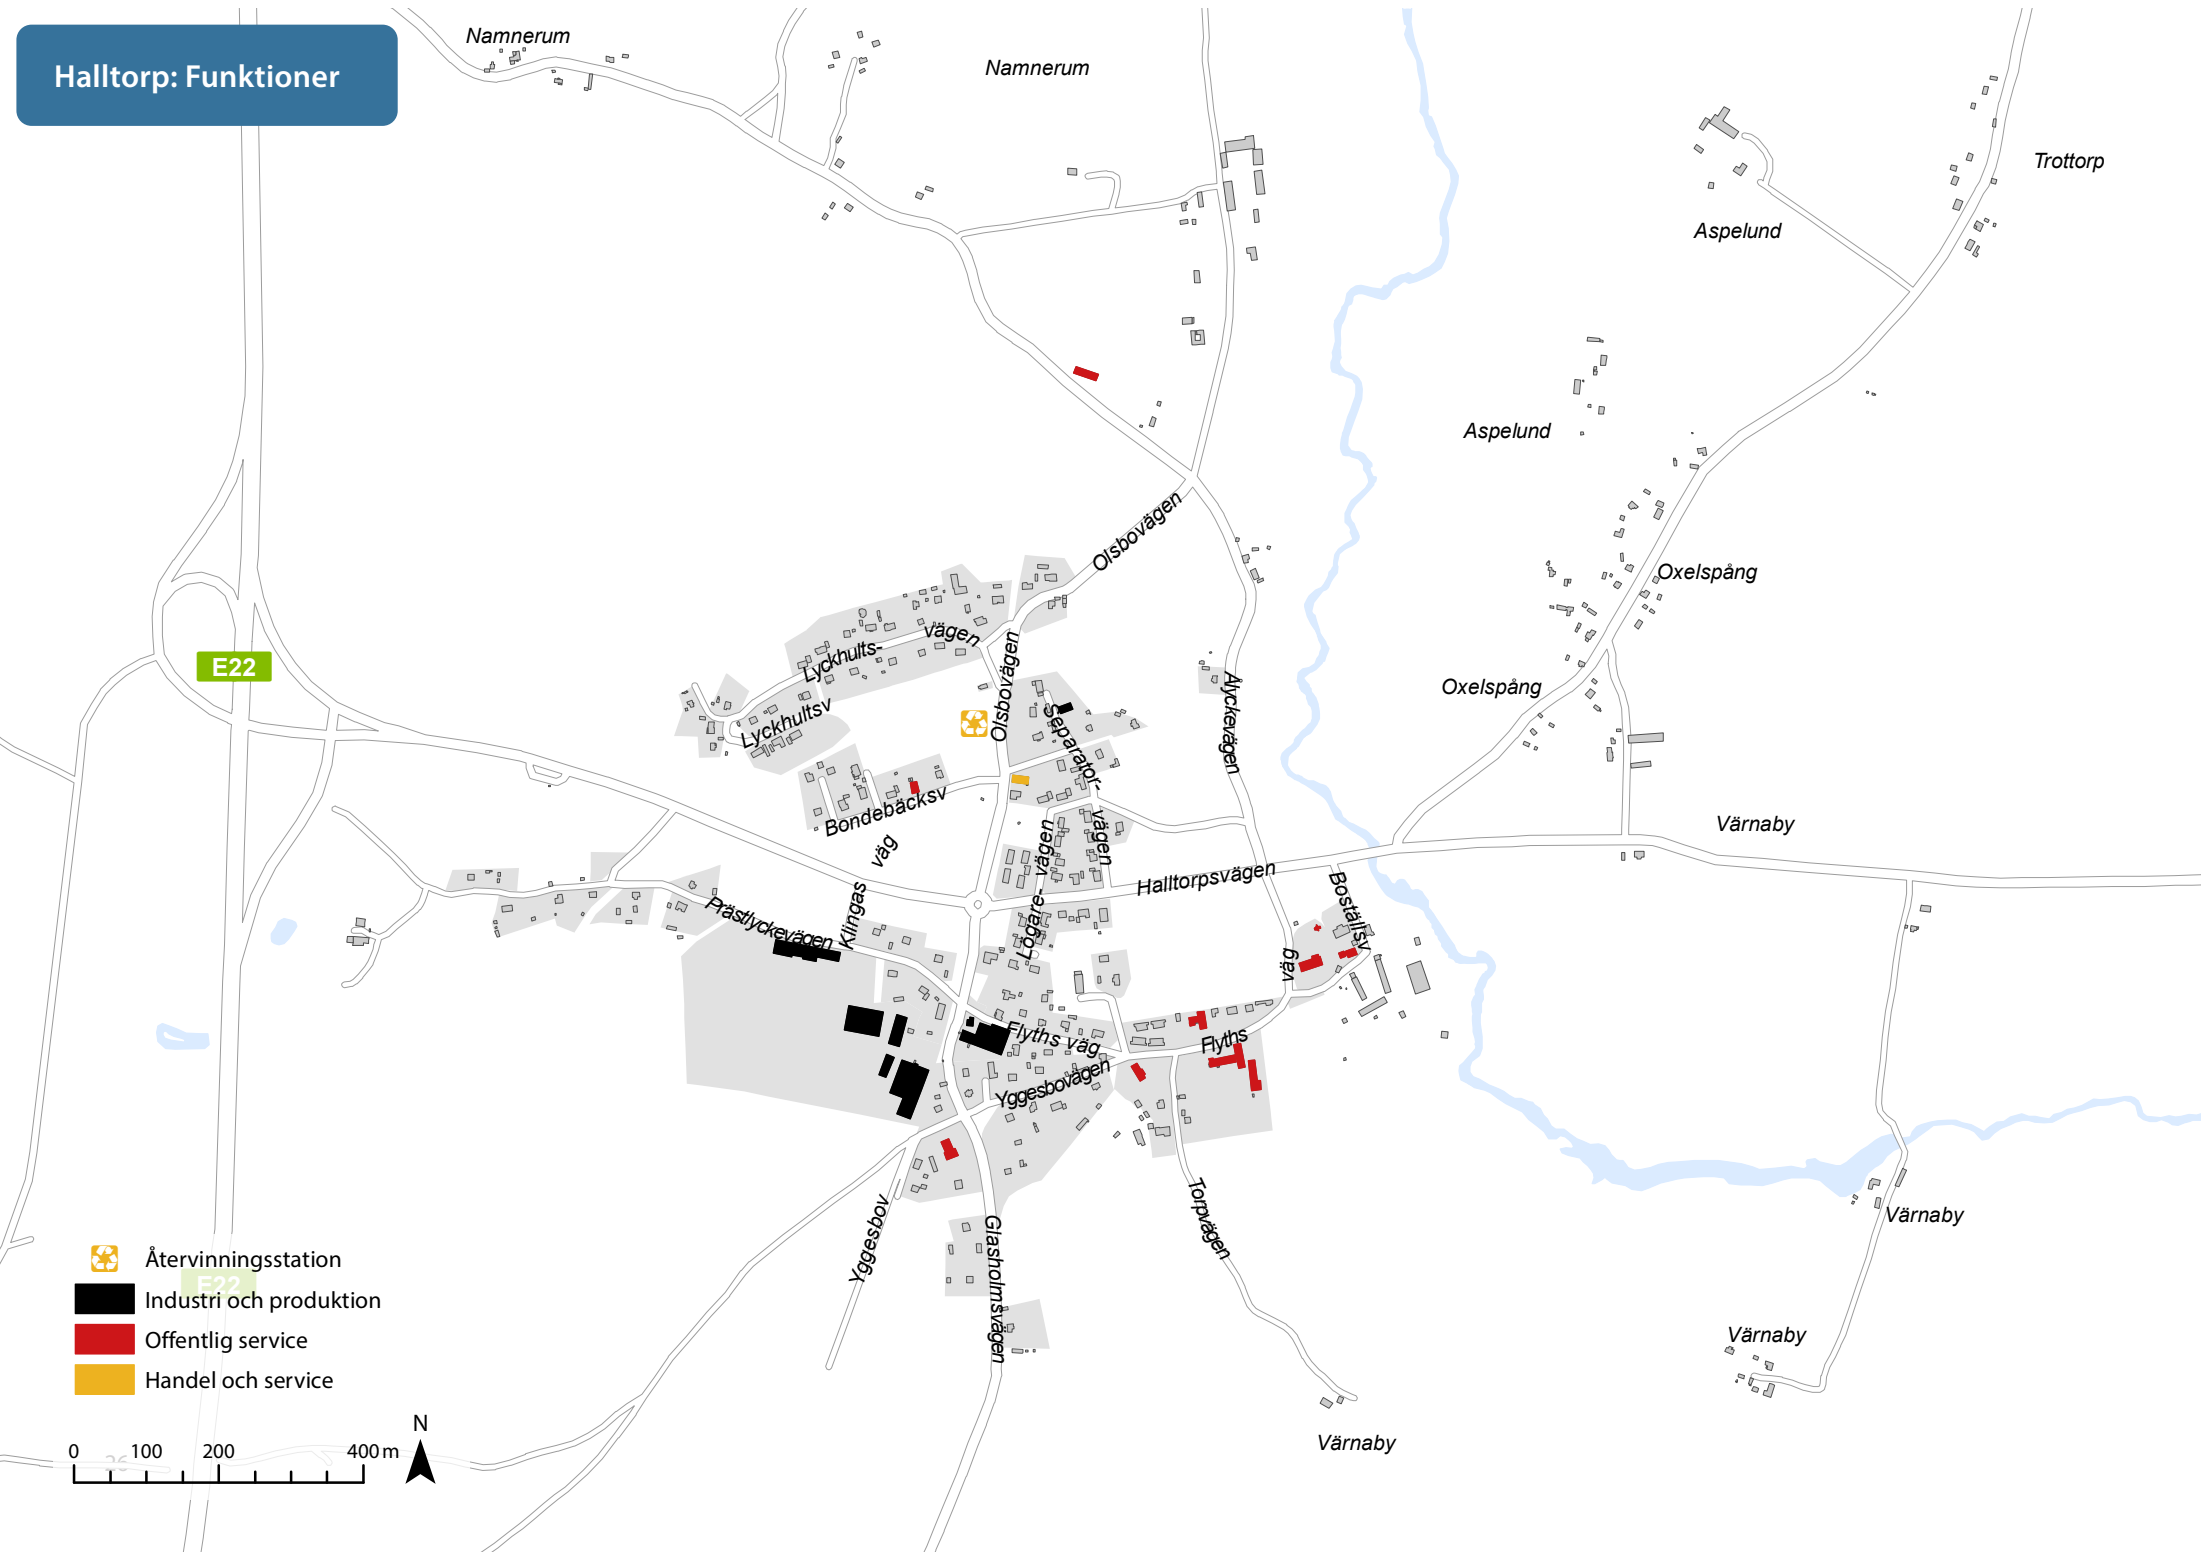 Halltorp: Funktioner
Namnerum
Namnerum
Trottorp
Aspelund
Aspelund
Olsbovägen
Oxelspång
Oxelspång
Lyckhults-
vägen
Olsbovägen
Lyckhultsv
Separator-
vägen
Ålyckevägen
E22
Bondebäcksv
Klingas
väg
Lögare-
vägen
Halltorpsvägen
Värnaby
Boställsv
Prästlyckevägen
Flyths väg
Flyths
väg
Yggesbovägen
Yggesbov
Glasholmsvägen
Torpvägen
Värnaby
Värnaby
Värnaby
Återvinningsstation
E22
Industri och produktion
Offentlig service
Handel och service
N
0 100 200 400 m
26